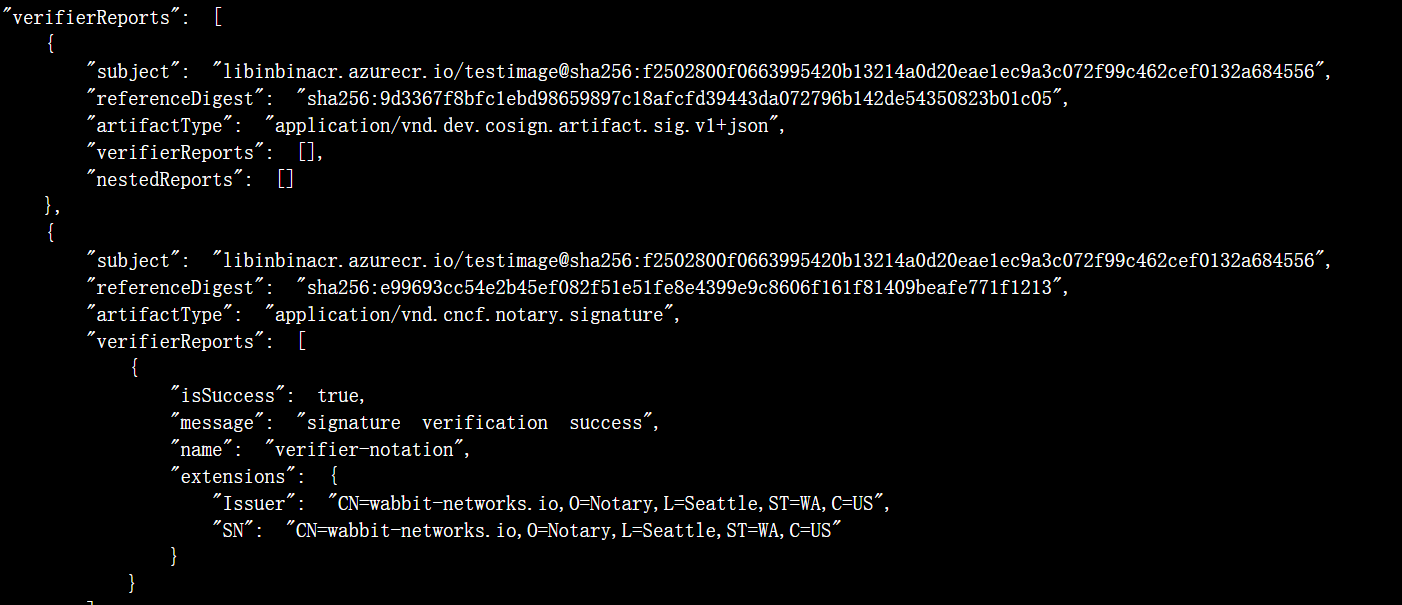 "verifierReports": [
{
"subject": "libinbinacr.azurecr.io/testimage@sha256:f2502800f0663995420b13214a0d20eae1ec9a3c072f99c462cef0132a684556",
"referenceDigest": "sha256:9d3367f8bfc1ebd98659897c18afcfd39443da072796b142de54350823b01c05",
"artifactType": "application/vnd.dev.cosign.artifact.sig.v1+json",
"verifierReports": [],
"nestedReports": []
},
{
"subject": "libinbinacr.azurecr.io/testimage@sha256:f2502800f0663995420b13214a0d20eae1ec9a3c072f99c462cef0132a684556",
"referenceDigest": "sha256:e99693cc54e2b45ef082f51e51fe8e4399e9c8606f161f81409beafe771f1213",
"artifactType": "application/vnd.cncf.notary.signature",
"verifierReports": [
{
"isSuccess": true,
"message": "signature verification success",
"name": "verifier-notation",
"extensions": {
"Issuer": "CN=wabbit-networks.io,O=Notary,L=Seattle,ST=WA,C=US",
"SN": "CN=wabbit-networks.io,O=Notary,L=Seattle,ST=WA,C=US"
}
}